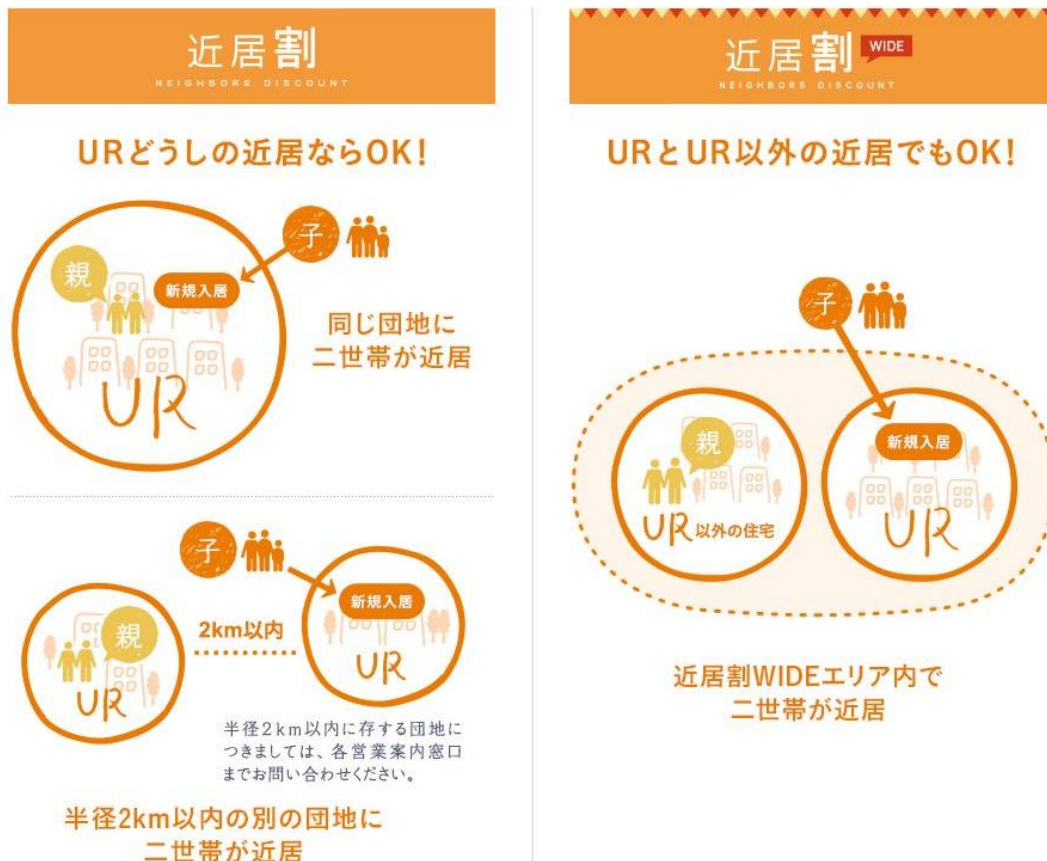 近居割
NEIGHBORS DISCOUNT
URどうしの近居ならOK!
子
親
新規入居
同じ団地に
二世帯が近居
UR
子
新規入居
親
2km以内
UR
UR
半径2km以内に存する団地に
つきましては、各営業案内窓口
までお問い合わせください。
半径2km以内の別の団地に
二世帯が近居
近居割 WIDE
NEIGHBORS DISCOUNT
URとUR以外の近居でもOK!
子
親
新規入居
UR以外の住宅
UR
近居割WIDEエリア内で
二世帯が近居